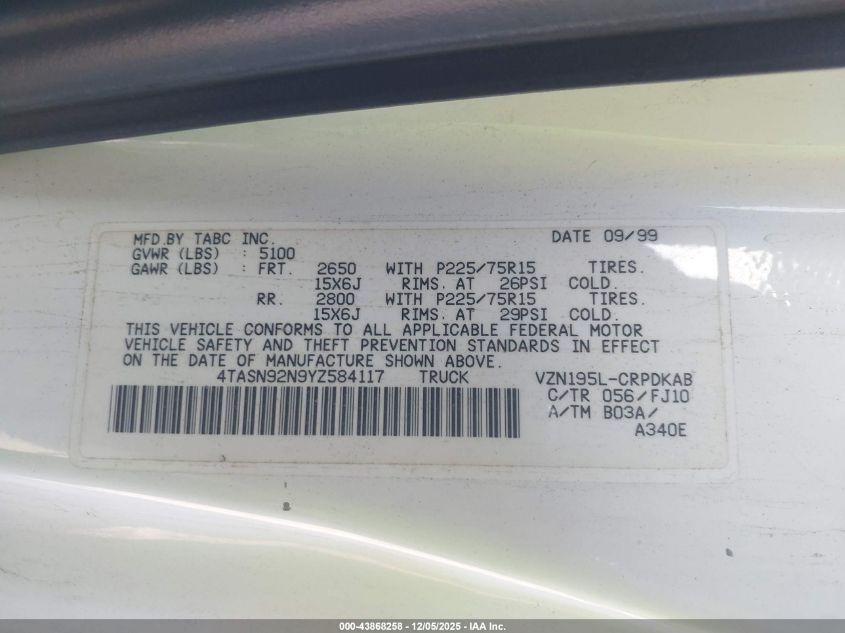 MFD.BY TABC INC. DATE 09/99
GVWR (LBS) : 5100
GAWR (LBS) : FRT. 2650 WITH P225/75R15 TIRES.
15X6J RIMS. AT 26PSI COLD.
RR. 2800 WITH P225/75R15 TIRES.
15X6J RIMS. AT 29PSI COLD.
THIS VEHICLE CONFORMS TO ALL APPLICABLE FEDERAL MOTOR
VEHICLE SAFETY AND THEFT PREVENTION STANDARDS IN EFFECT
ON THE DATE OF MANUFACTURE SHOWN ABOVE.
4TASN92N9YZ584117 TRUCK VZN195L-CRPDKAB
C/TR 056/FJ10
A/TM B03A/
A340E
000-43868258 - 12/05/2025 - IAA Inc.